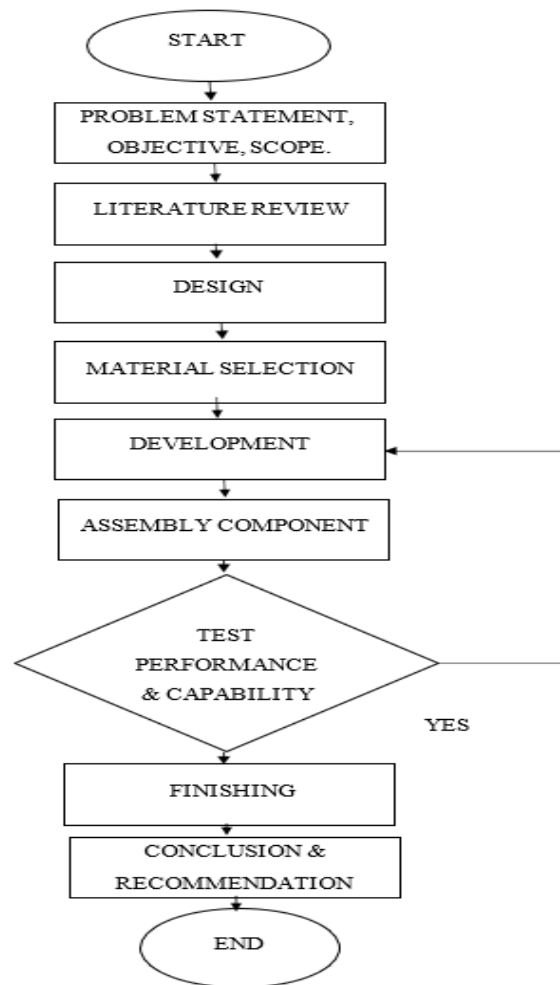 START
PROBLEM STATEMENT,
OBJECTIVE, SCOPE.
LITERATURE REVIEW
DESIGN
MATERIAL SELECTION
DEVELOPMENT
ASSEMBLY COMPONENT
TEST
PERFORMANCE
& CAPABILITY
YES
FINISHING
CONCLUSION &
RECOMMENDATION
END